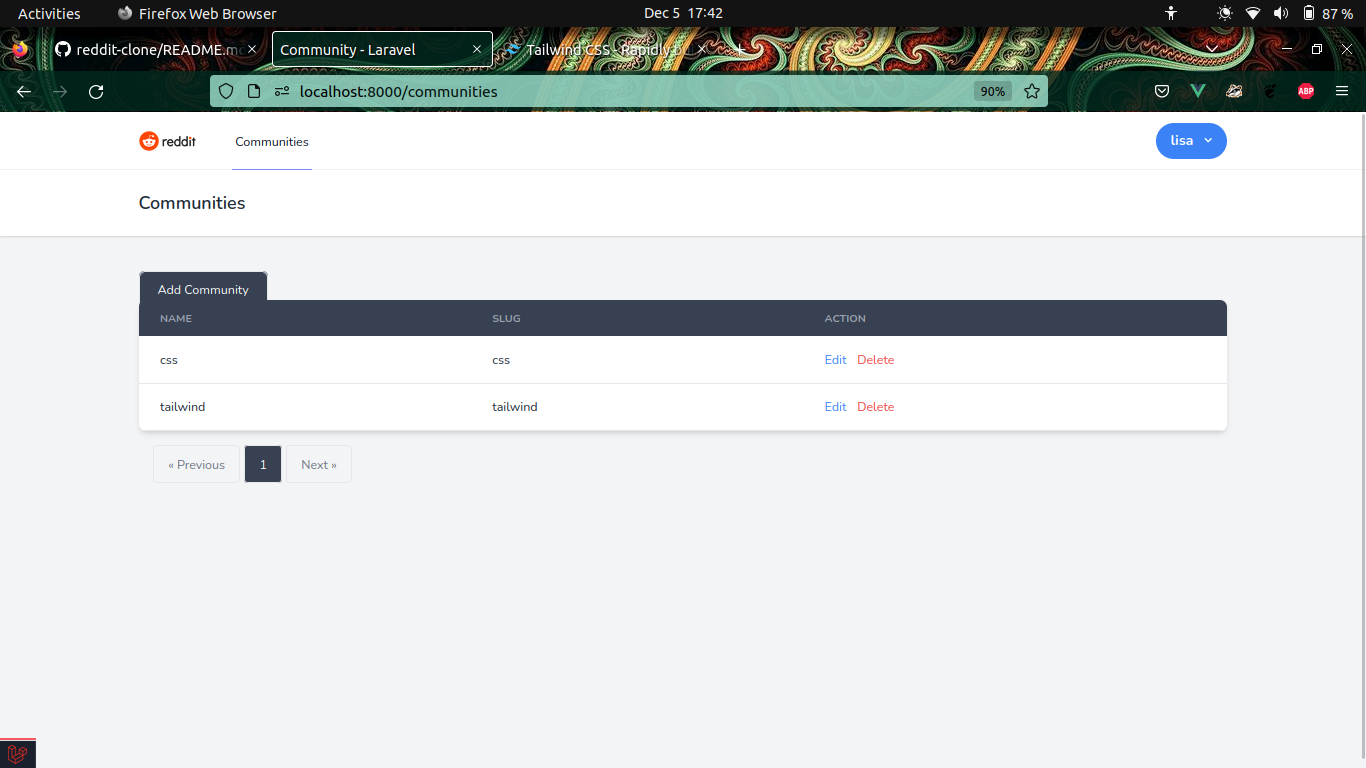 Activities Firefox Web Browser Dec 5 17:42 87 %
reddit-clone/README.m Community - Laravel Tailwind CSS - Rapidly
localhost:8000/communities 90% ABP
reddit Communities lisa
Communities
Add Community
NAME SLUG ACTION
css css Edit Delete
tailwind tailwind Edit Delete
« Previous 1 Next »